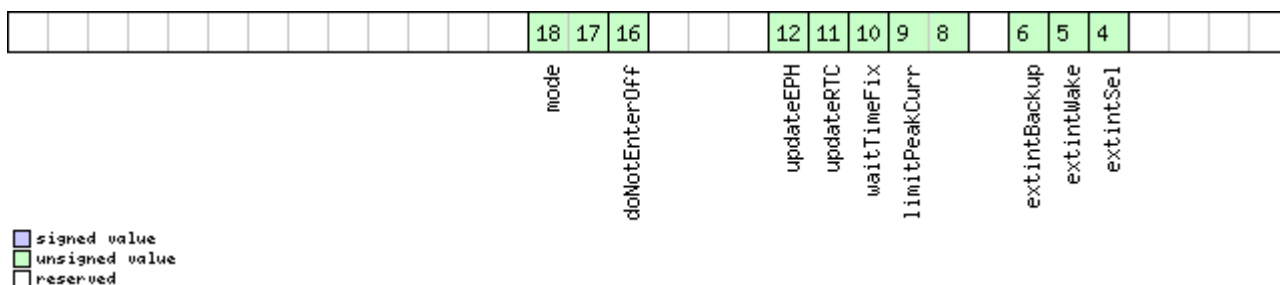 18 17 16 12 11 10 9 8 6 5 4
mode
doNotEnterOff
updateEPH
updateRTC
waitTimeFix
limitPeakCurr
extintBackup
extintWake
extintSel
signed value
unsigned value
reserved